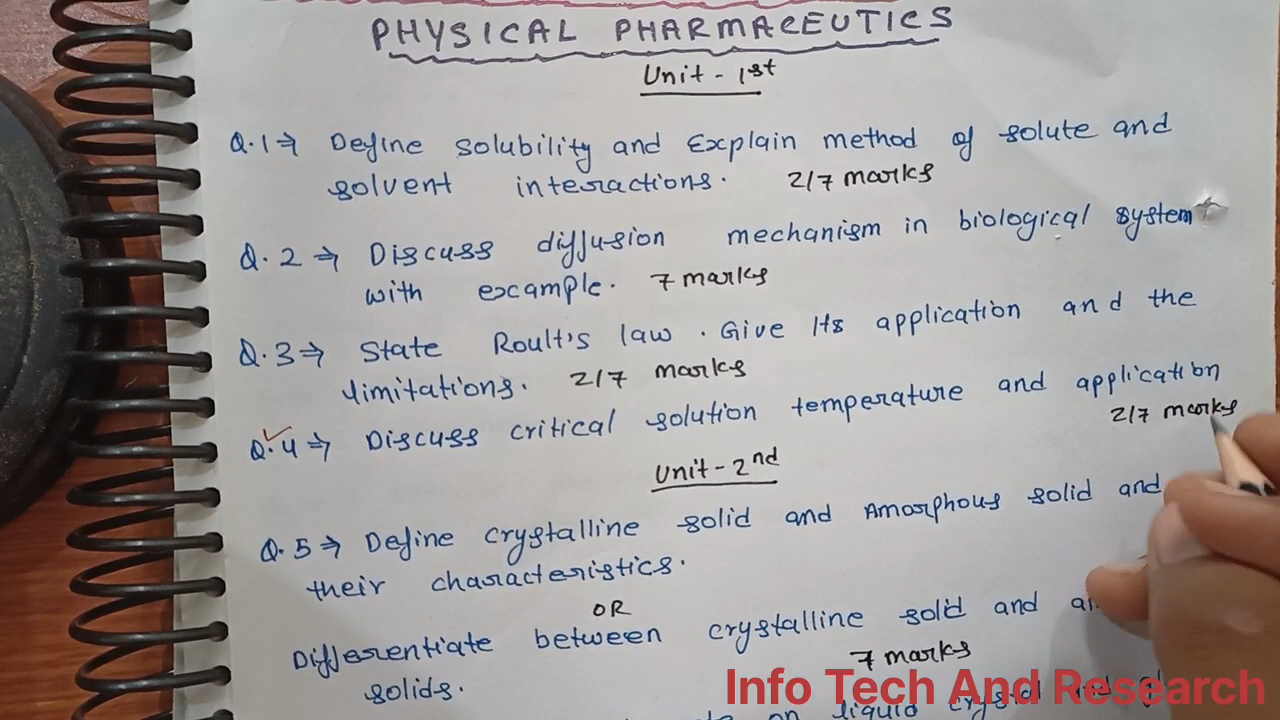 PHYSICAL PHARMACEUTICS
Unit - 1st
Q.1⇒ Define solubility and Explain method of solute and
solvent interactions. 2/7 marks
Q.2⇒ Discuss diffusion mechanism in biological system
with example. 7 marks
Q.3⇒ State Roult's law. Give its application and the
limitations. 2/7 marks
Q.4⇒ Discuss critical solution temperature and application
2/7 marks
Unit - 2nd
Q.5⇒ Define crystalline solid and Amorphous solid and
their characteristics.
OR
Differentiate between crystalline solid and
solids. 7 marks
on liquid crystal
Info Tech And Research